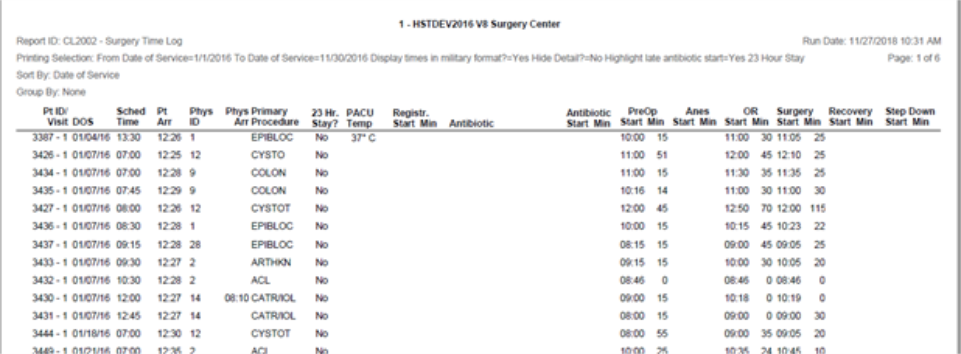 1 - HSTDEV2016 V8 Surgery Center
Report ID: CL2002 - Surgery Time Log Run Date: 11/27/2018 10:31 AM
Printing Selection: From Date of Service=1/1/2016 To Date of Service=11/30/2016 Display times in military format?=Yes Hide Detail?=No Highlight late antibiotic start=Yes 23 Hour Stay Page: 1 of 6
Sort By: Date of Service
Group By: None
Pt ID/ Sched Pt Phys Phys Primary 23 Hr. PACU Registr. Antibiotic PreOp Anes OR Surgery Recovery Step Down
Visit DOS Time Arr ID Arr Procedure Stay? Temp Start Min Antibiotic Start Min Start Min Start Min Start Min Start Min Start Min Start Min
3387 - 1 01/04/16 13:30 12:26 1 EPIBLOC No 37° C 10:00 15 11:00 30 11:05 25
3426 - 1 01/07/16 07:00 12:25 12 CYSTO No 11:00 51 12:00 45 12:10 25
3434 - 1 01/07/16 07:00 12:28 9 COLON No 11:00 15 11:30 35 11:35 25
3435 - 1 01/07/16 07:45 12:29 9 COLON No 10:16 14 11:00 30 11:00 30
3427 - 1 01/07/16 08:00 12:26 12 CYSTOT No 12:00 45 12:50 70 12:00 115
3436 - 1 01/07/16 08:30 12:28 1 EPIBLOC No 10:00 15 10:15 45 10:23 22
3437 - 1 01/07/16 09:15 12:28 28 EPIBLOC No 08:15 15 09:00 45 09:05 25
3433 - 1 01/07/16 09:30 12:27 2 ARTHKN No 09:15 15 10:00 30 10:05 20
3432 - 1 01/07/16 10:30 12:28 2 ACL No 08:46 0 08:46 0 08:46 0
3430 - 1 01/07/16 12:00 12:27 14 08:10 CATR/IOL No 09:00 15 10:18 0 10:19 0
3431 - 1 01/07/16 12:45 12:27 14 CATR/IOL No 08:00 15 09:00 0 09:00 30
3444 - 1 01/18/16 07:00 12:30 12 CYSTOT No 08:00 55 09:00 35 09:05 20
3449 - 1 01/21/16 07:00 12:35 2 ACL No 10:00 25 10:35 24 10:45 10